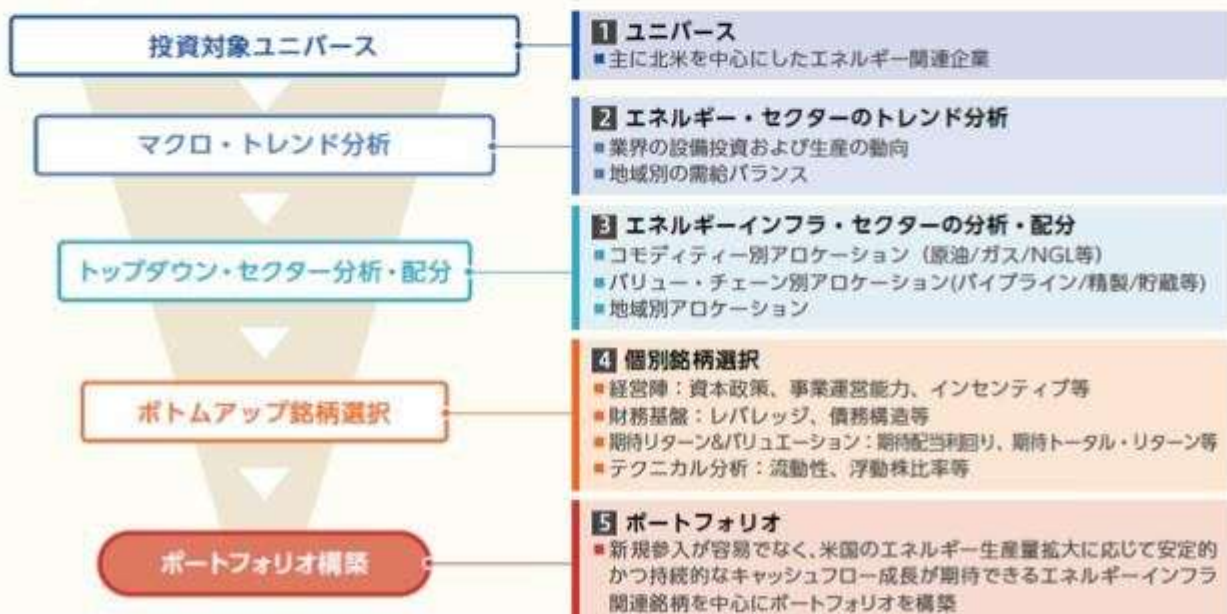 投資対象ユニバース
1 ユニバース
■主に北米を中心にしたエネルギー関連企業
マクロ・トレンド分析
2 エネルギー・セクターのトレンド分析
■業界の設備投資および生産の動向
■地域別の需給バランス
トップダウン・セクター分析・配分
3 エネルギーインフラ・セクターの分析・配分
■コモディティー別アロケーション（原油/ガス/NGL等）
■バリュー・チェーン別アロケーション(パイプライン/精製/貯蔵等)
■地域別アロケーション
ボトムアップ銘柄選択
4 個別銘柄選択
■経営陣：資本政策、事業運営能力、インセンティブ等
■財務基盤：レバレッジ、債務構造等
■期待リターン&バリュエーション：期待配当利回り、期待トータル・リターン等
■テクニカル分析：流動性、浮動株比率等
ポートフォリオ構築
5 ポートフォリオ
■新規参入が容易でなく、米国のエネルギー生産量拡大に応じて安定的
かつ持続的なキャッシュフロー成長が期待できるエネルギーインフラ
関連銘柄を中心にポートフォリオを構築